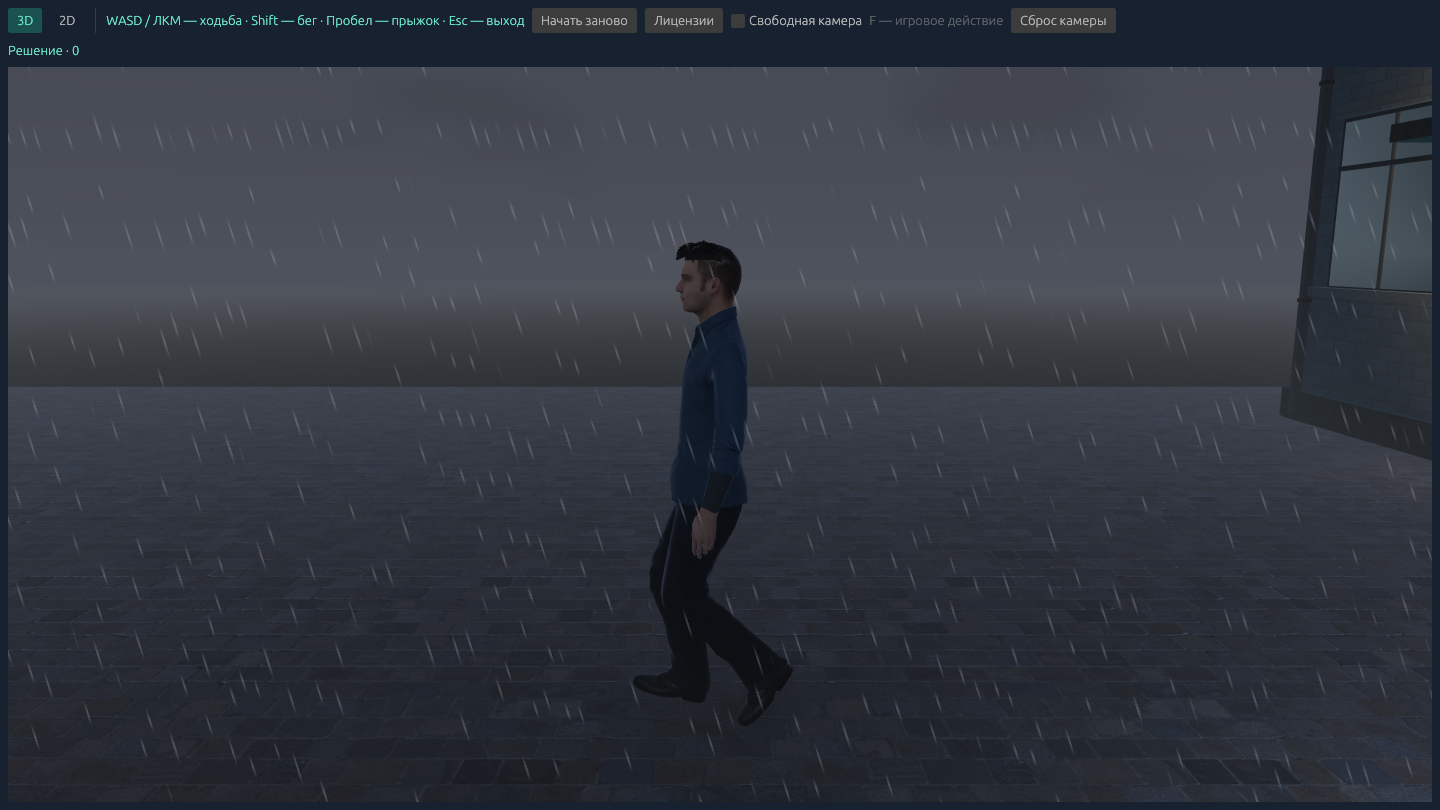 3D 2D WASD / ЛКМ — ходьба · Shift — бег · Пробел — прыжок · Esc — выход Начать заново Лицензии Свободная камера F — игровое действие Сброс камеры
Решение · 0